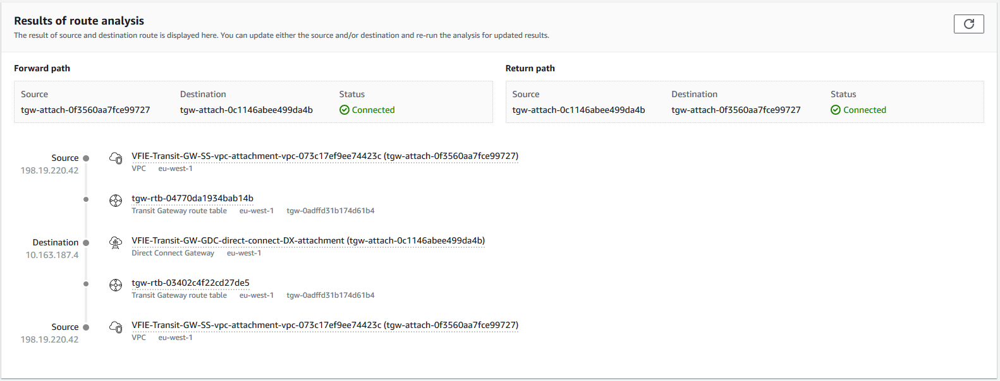 Results of route analysis
The result of source and destination route is displayed here. You can update either the source and/or destination and re-run the analysis for updated results.
Forward path
Source Destination Status
tgw-attach-0f3560aa7fce99727 tgw-attach-0c1146abee499da4b Connected
Return path
Source Destination Status
tgw-attach-0c1146abee499da4b tgw-attach-0f3560aa7fce99727 Connected
Source VFIE-Transit-GW-SS-vpc-attachment-vpc-073c17ef9ee74423c (tgw-attach-0f3560aa7fce99727)
198.19.220.42 VPC eu-west-1
tgw-rtb-04770da1934bab14b
Transit Gateway route table eu-west-1 tgw-0adffd31b174d61b4
Destination VFIE-Transit-GW-GDC-direct-connect-DX-attachment (tgw-attach-0c1146abee499da4b)
10.163.187.4 Direct Connect Gateway eu-west-1
tgw-rtb-03402c4f22cd27de5
Transit Gateway route table eu-west-1 tgw-0adffd31b174d61b4
Source VFIE-Transit-GW-SS-vpc-attachment-vpc-073c17ef9ee74423c (tgw-attach-0f3560aa7fce99727)
198.19.220.42 VPC eu-west-1